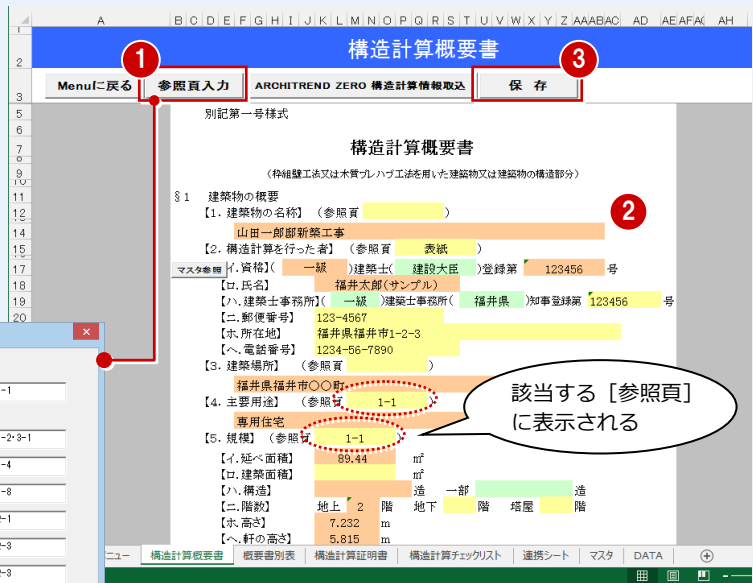 A B C D E F G H I J K L M N O P Q R S T U V W X Y Z AA AB AC AD AE AF AG AH
構造計算概要書
1
3
Menuに戻る 参照頁入力 ARCHITREND ZERO 構造計算情報取込 保 存
別記第一号様式
構造計算概要書
(枠組壁工法又は木質プレハブ工法を用いた建築物又は建築物の構造部分)
§1 建築物の概要
【1. 建築物の名称】 (参照頁 )
2
山田一郎邸新築工事
【2. 構造計算を行った者】 (参照頁 表紙 )
マスタ参照
イ.資格】( 一級 )建築士( 建設大臣 )登録第 123456 号
【ロ.氏名】 福井太郎(サンプル)
【ハ.建築士事務所】( 一級 )建築士事務所( 福井県 )知事登録第 123456 号
【ニ.郵便番号】 123-4567
【ホ.所在地】 福井県福井市1-2-3
【ヘ.電話番号】 1234-56-7890
【3. 建築場所】 (参照頁 )
福井県福井市〇〇町
【4. 主要用途】 (参照頁 1-1 )
専用住宅
【5. 規模】 (参照頁 1-1 )
該当する[参照頁]
に表示される
【イ.延べ面積】 89.44 ㎡
【ロ.建築面積】 ㎡
【ハ.構造】 造 一部 造
【ニ.階数】 地上 2 階 地下 階 塔屋 階
【ホ.高さ】 7.232 m
【ヘ.軒の高さ】 5.815 m
2
3
5
6
7
8
9
10
11
12
14
15
17
18
19
20
×
-1
-2・3-1
-4
-8
-1
-3
-3
ニュー 構造計算概要書 概要書別表 構造計算証明書 構造計算チェックリスト 連携シート マスタ DATA